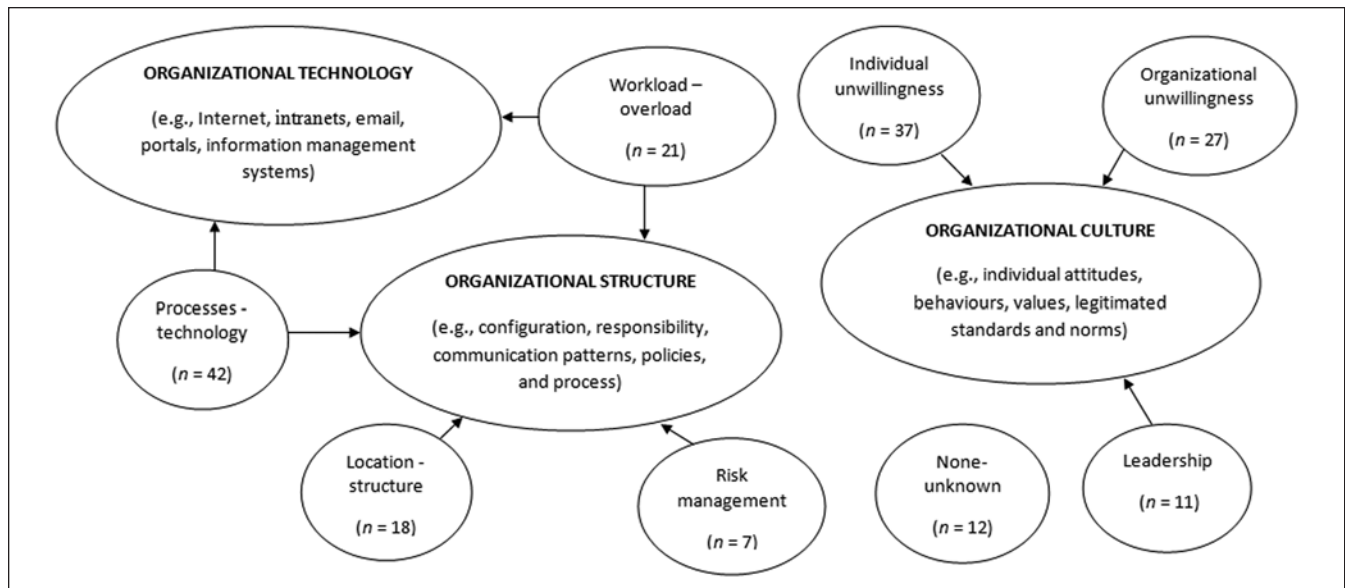 ORGANIZATIONAL TECHNOLOGY
(e.g., Internet, intranets, email,
portals, information management
systems)
Workload –
overload
(n = 21)
Individual
unwillingness
(n = 37)
Organizational
unwillingness
(n = 27)
Processes -
technology
(n = 42)
ORGANIZATIONAL STRUCTURE
(e.g., configuration, responsibility,
communication patterns, policies,
and process)
ORGANIZATIONAL CULTURE
(e.g., individual attitudes,
behaviours, values, legitimated
standards and norms)
Location -
structure
(n = 18)
Risk
management
(n = 7)
None-
unknown
(n = 12)
Leadership
(n = 11)